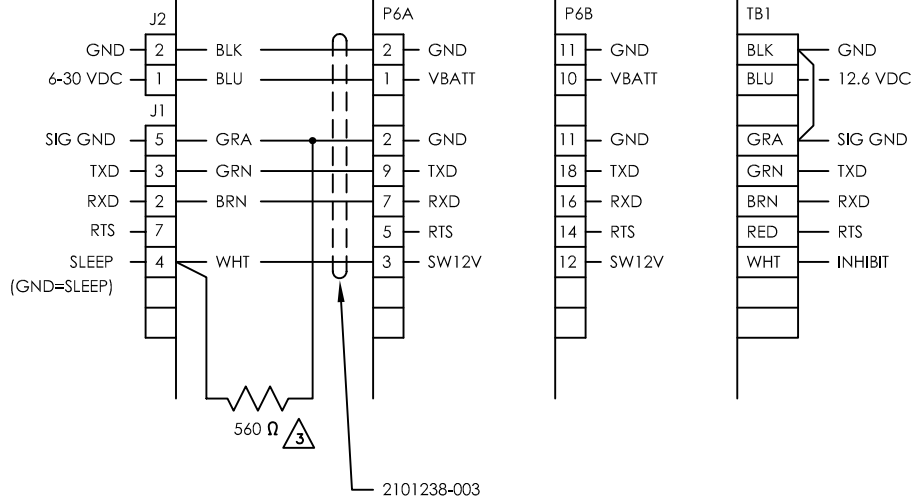 J2 P6A P6B TB1
GND 2 BLK 2 GND 11 GND BLK GND
6-30 VDC 1 BLU 1 VBATT 10 VBATT BLU 12.6 VDC
J1
SIG GND 5 GRA 2 GND 11 GND GRA SIG GND
TXD 3 GRN 9 TXD 18 TXD GRN TXD
RXD 2 BRN 7 RXD 16 RXD BRN RXD
RTS 7 5 RTS 14 RTS RED RTS
SLEEP 4 WHT 3 SW12V 12 SW12V WHT INHIBIT
(GND=SLEEP)
560 Ω 3
2101238-003